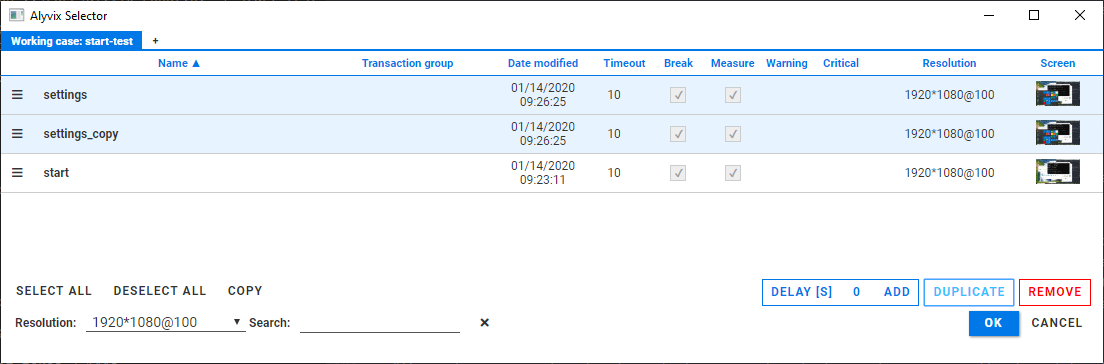 Alyvix Selector
Working case: start-test +
Name ▲ Transaction group Date modified Timeout Break Measure Warning Critical Resolution Screen
settings 01/14/2020 09:26:25 10 1920*1080@100
settings_copy 01/14/2020 09:26:25 10 1920*1080@100
start 01/14/2020 09:23:11 10 1920*1080@100
SELECT ALL DESELECT ALL COPY DELAY [S] 0 ADD DUPLICATE REMOVE
Resolution: 1920*1080@100 ▼ Search: × OK CANCEL